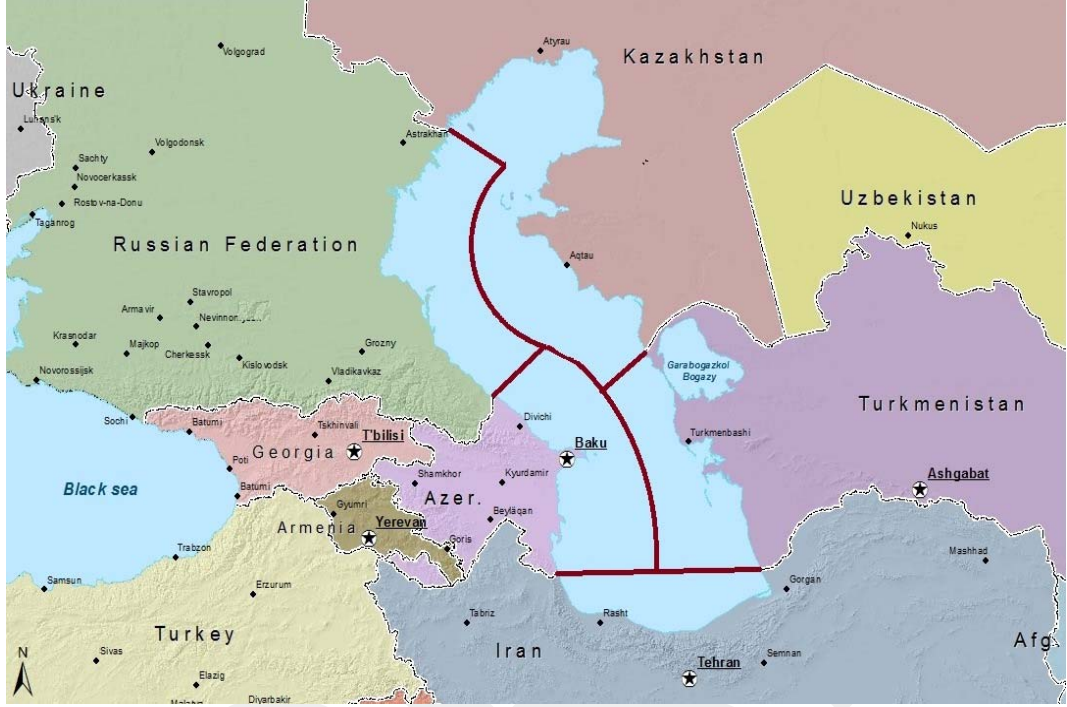 Atyrau
Kazakhstan
Volgograd
Ukraine
Luhans'k
Astrakhan
Volgodonsk
Sachty
Novocerkassk
Rostov-na-Donu
Taganrog
Uzbekistan
Nukus
Russian Federation
Aqtau
Stavropol
Armavir
Krasnodar
Majkop
Cherkessk
Kislovodsk
Grozny
Vladikavkaz
Novorossijsk
Garabogazkol
Bogazy
Turkmenistan
Sochi
Batumi
Tskhinvali
T'bilisi
Georgia
Divichi
Baku
Turkmenbashi
Poti
Batumi
Shamkhor
Kyurdamir
Azer.
Ashgabat
Black sea
Gyumri
Armenia
Yerevan
Beyläqan
Goris
Trabzon
Mashhad
Samsun
Erzurum
Gorgan
Tabriz
Rasht
Turkey
Iran
Afg.
N
Sivas
Tehran
Semnan
Elazig
Diyarbakir